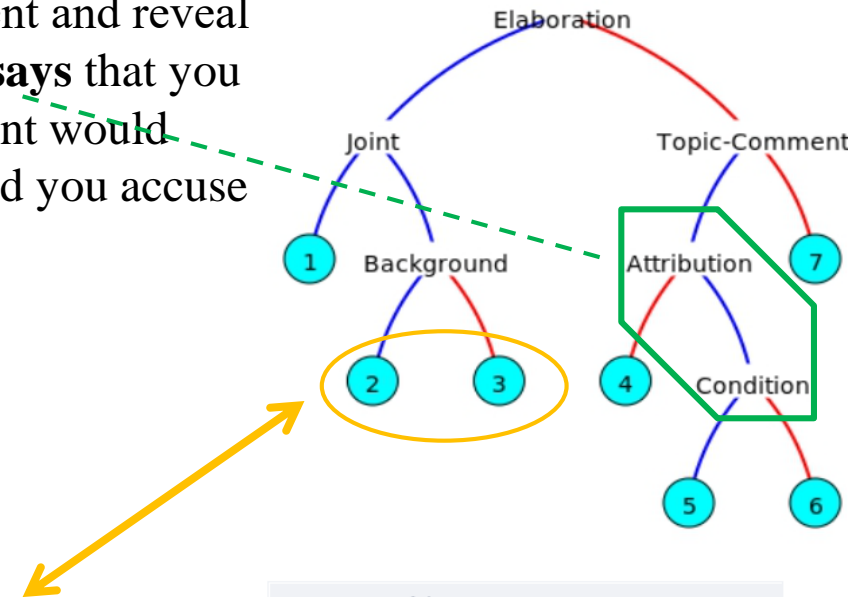 ent and reveal
says that you
nt would
d you accuse
Elaboration
Joint
Topic-Comment
1
Background
Attribution
7
2
3
4
Condition
5
6